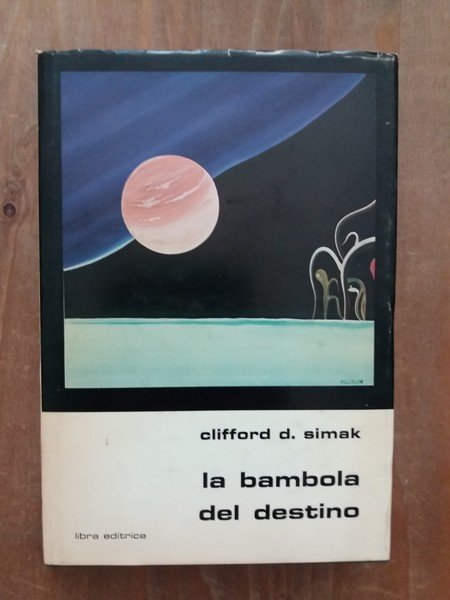 clifford d. simak
la bambola
del destino
libra editrice